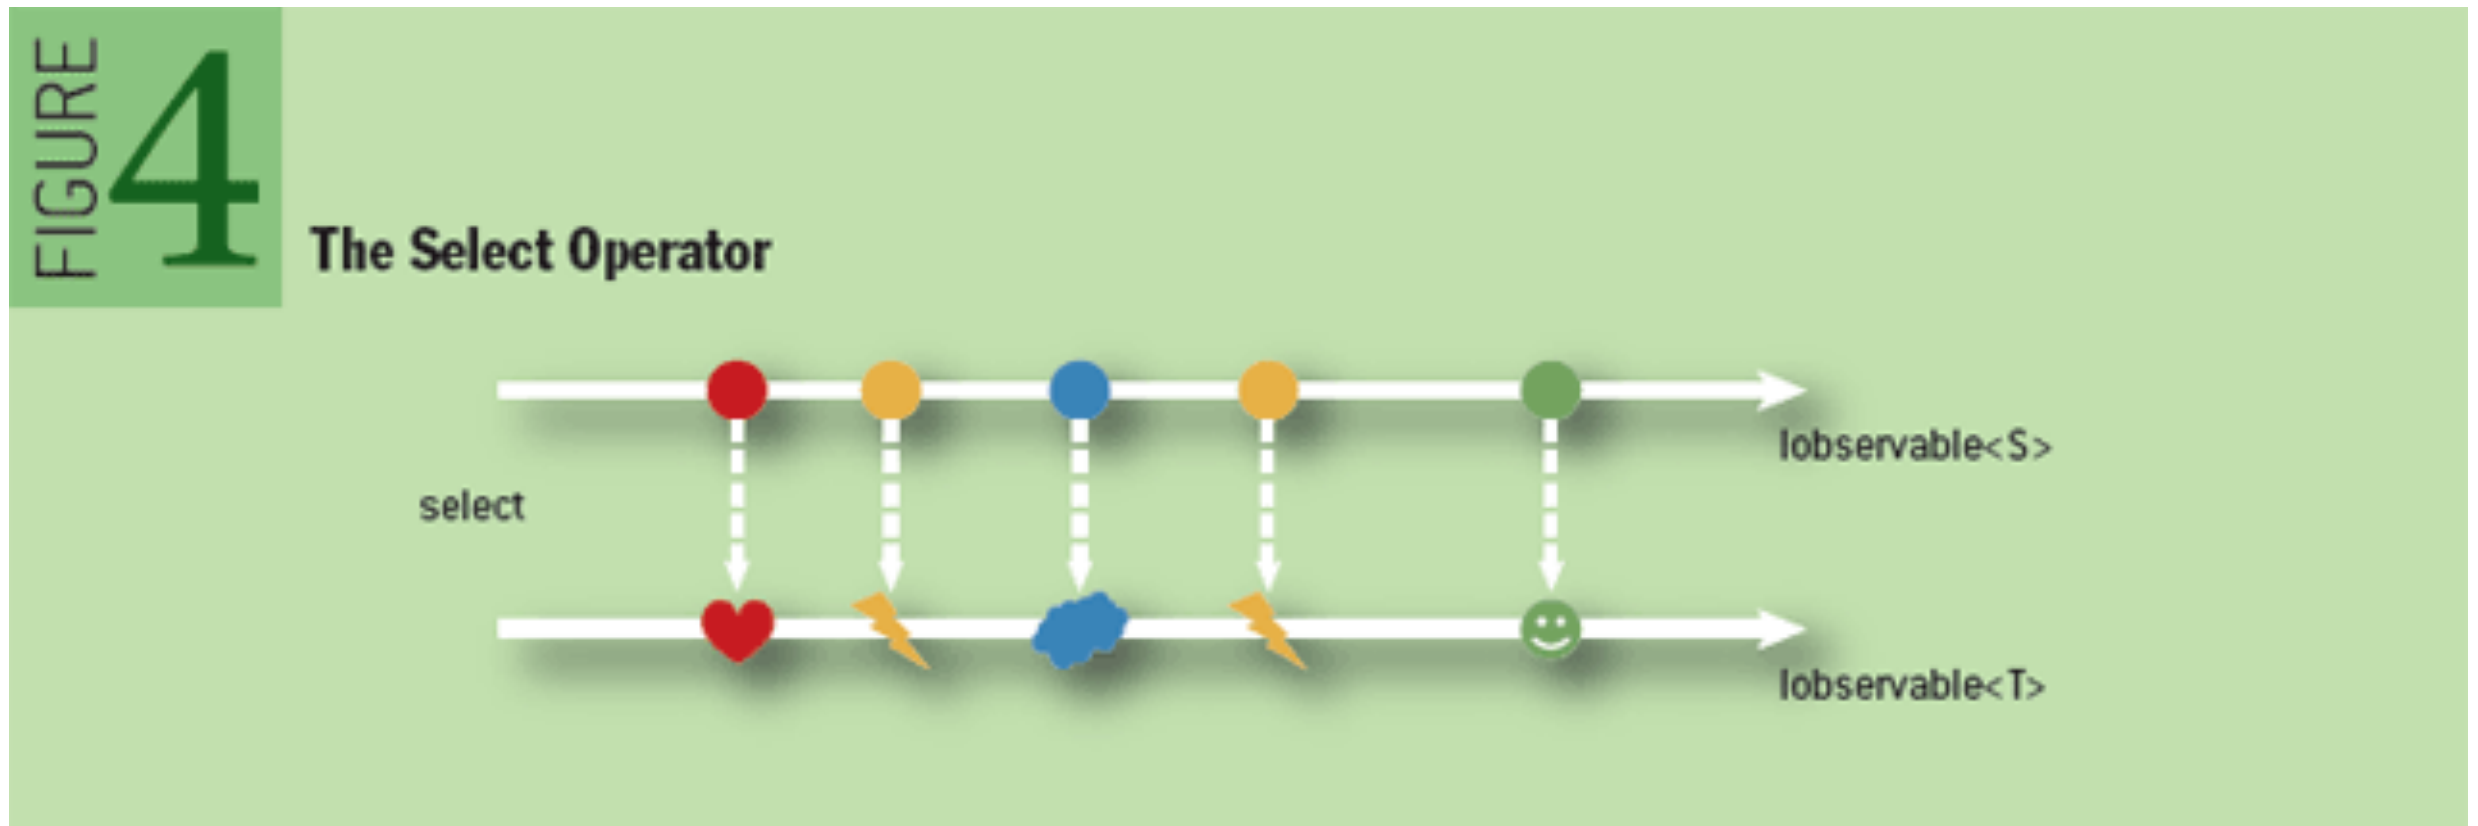 FIGURE
4
The Select Operator
Iobservable<S>
select
Iobservable<T>